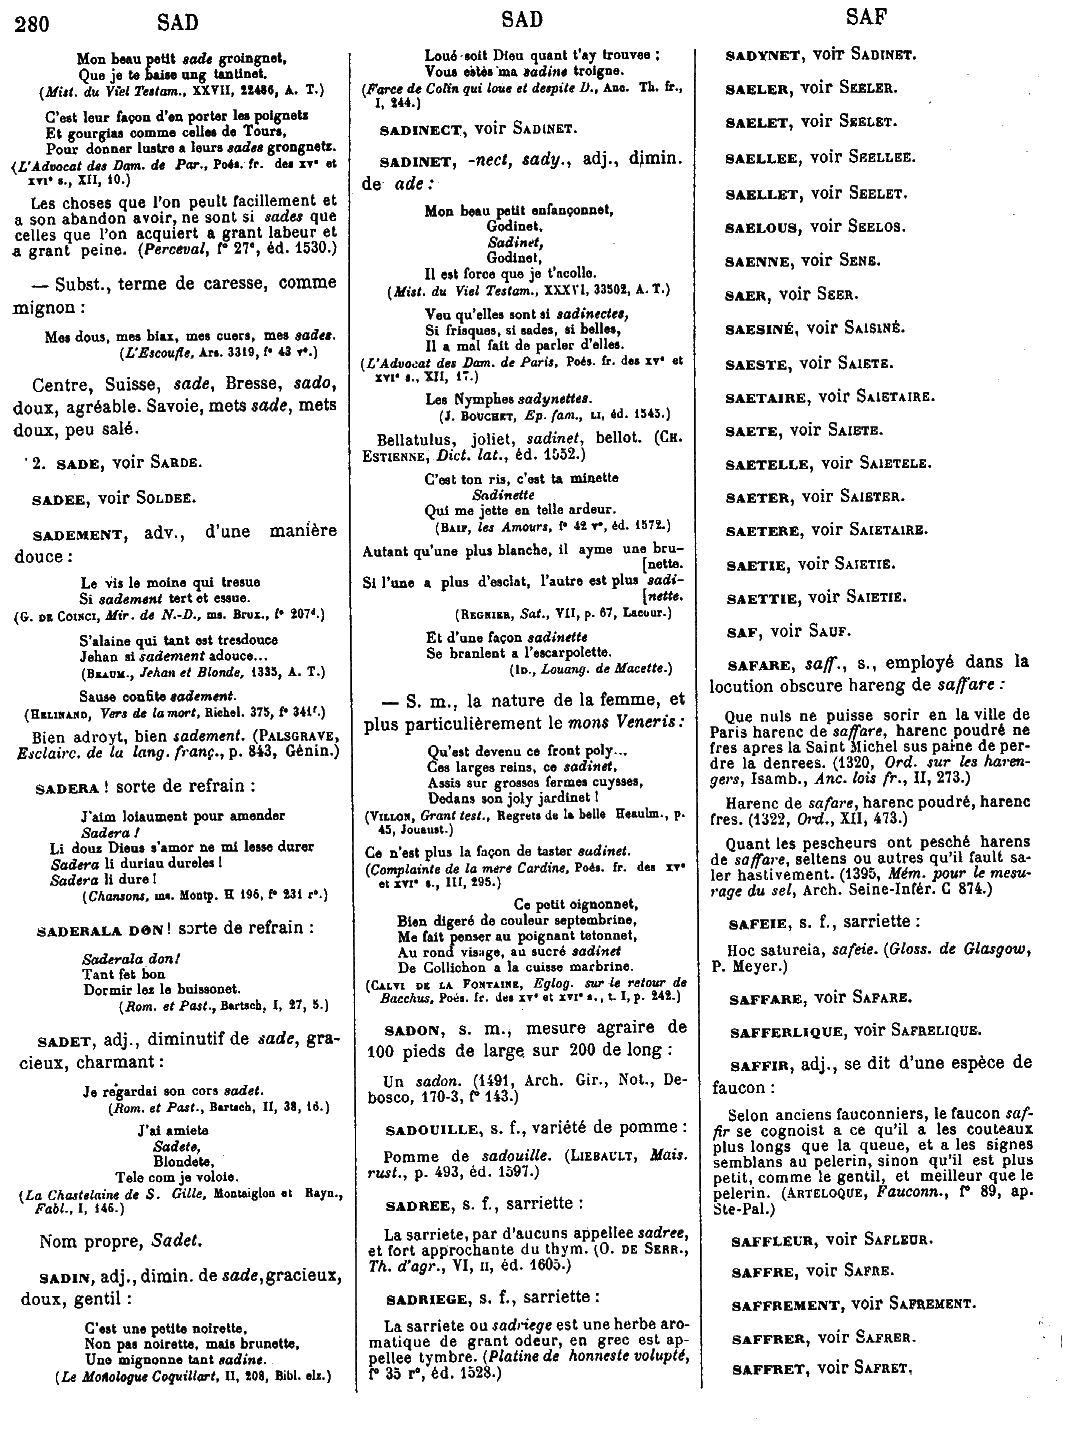 280 SAD
SAD
SAF
Mon beau petit sade groingnet,
Que je te baise ung tantinet.
(Mist. du Viel Testam., XXVII, 22486, A. T.)
C'est leur façon d'en porter les poignetz
Et gourgias comme celles de Tours,
Pour donner lustre a leurs sades grongnetz.
(L'Advocat des Dam. de Par., Poés. fr. des xve et
xvie s., XII, 10.)
Les choses que l'on peult facillement et
a son abandon avoir, ne sont si sades que
celles que l'on acquiert a grant labeur et
a grant peine. (Perceval, fo 27d, éd. 1530.)
— Subst., terme de caresse, comme
mignon :
Mes dous, mes biax, mes cuers, mes sades.
(L'Escoufle, Ars. 3319, fo 43 vo.)
Centre, Suisse, sade, Bresse, sado,
doux, agréable. Savoie, mets sade, mets
doux, peu salé.
2. SADE, voir SARDE.
SADEE, voir SOLDEE.
SADEMENT, adv., d'une manière
douce :
Le vis le moine qui tresue
Si sadement tert et essue.
(G. DE COINCI, Mir. de N.-D., ms. Brux., fo 207d.)
S'alaine qui tant est tresdouce
Jehan si sadement adouce...
(BEAUM., Jehan et Blonde, 1335, A. T.)
Sause confite sadement.
(HELINAND, Vers de la mort, Richel. 375, fo 341f.)
Bien adroyt, bien sadement. (PALSGRAVE,
Esclairc. de la lang. franç., p. 843, Génin.)
SADERA ! sorte de refrain :
J'aim loiaument pour amender
Sadera !
Li douz Dieus s'amor ne mi lesse durer
Sadera li duriau dureles !
Sadera li dure !
(Chansons, ms. Montp. H 196, fo 231 ro.)
SADERALA DON ! sorte de refrain :
Saderala don !
Tant fet bon
Dormir lez le buissonet.
(Rom. et Past., Bartsch, I, 27, 5.)
SADET, adj., diminutif de sade, gra-
cieux, charmant :
Je regardai son cors sadet.
(Rom. et Past., Bartsch, II, 38, 16.)
J'ai amiete
Sadete,
Blondete,
Tele com je voloie.
(La Chastelaine de S. Gille, Montaiglon et Rayn.,
Fabl., I, 146.)
Nom propre, Sadet.
SADIN, adj., dimin. de sade, gracieux,
doux, gentil :
C'est une petite noirette,
Non pas noirette, mais brunette,
Une mignonne tant sadine.
(Le Monologue Coquillart, II, 208, Bibl. elz.)
Loué soit Dieu quant t'ay trouvee ;
Vous estés ma sadine troigne.
(Farce de Colin qui loue et despite D., Anc. Th. fr.,
I, 244.)
SADINECT, voir SADINET.
SADINET, -nect, sady., adj., dimin.
de ade :
Mon beau petit enfançonnet,
Godinet,
Sadinet,
Godinet,
Il est force que je t'acolle.
(Mist. du Viel Testam., XXXVI, 33502, A. T.)
Veu qu'elles sont si sadinectes,
Si frisques, si sades, si belles,
Il a mal fait de parler d'elles.
(L'Advocat des Dam. de Paris, Poés. fr. des xve et
xvie s., XII, 17.)
Les Nymphes sadynettes.
(J. BOUCHET, Ep. fam., LI, éd. 1545.)
Bellatulus, joliet, sadinet, bellot. (CH.
ESTIENNE, Dict. lat., éd. 1552.)
C'est ton ris, c'est ta minette
Sadinette
Qui me jette en telle ardeur.
(BAIF, les Amours, fo 42 vo, éd. 1572.)
Autant qu'une plus blanche, il ayme une bru-
[nette.
Si l'une a plus d'esclat, l'autre est plus sadi-
[nette.
(REGNIER, Sat., VII, p. 67, Lacour.)
Et d'une façon sadinette
Se branlent a l'escarpolette.
(ID., Louang. de Macette.)
— S. m., la nature de la femme, et
plus particulièrement le mons Veneris :
Qu'est devenu ce front poly...
Ces larges reins, ce sadinet,
Assis sur grosses fermes cuysses,
Dedans son joly jardinet !
(VILLON, Grant test., Regrets de la belle Heaulm., p.
45, Jouaust.)
Ce n'est plus la façon de taster sadinet.
(Complainte de la mere Cardine, Poés. fr. des xve
et xvie s., III, 295.)
Ce petit oignonnet,
Bien digeré de couleur septembrine,
Me fait penser au poignant tetonnet,
Au rond visage, au sucré sadinet
De Collichon a la cuisse marbrine.
(CALVI DE LA FONTAINE, Eglog. sur le retour de
Bacchus, Poés. fr. des xve et xvie s., t. I, p. 242.)
SADON, s. m., mesure agraire de
100 pieds de large sur 200 de long :
Un sadon. (1491, Arch. Gir., Not., De-
bosco, 170-3, fo 143.)
SADOUILLE, s. f., variété de pomme :
Pomme de sadouille. (LIEBAULT, Mais.
rust., p. 493, éd. 1597.)
SADREE, s. f., sarriette :
La sarriete, par d'aucuns appellee sadree,
et fort approchante du thym. (O. DE SERR.,
Th. d'agr., VI, II, éd. 1605.)
SADRIEGE, s. f., sarriette :
La sarriete ou sadriege est une herbe aro-
matique de grant odeur, en grec est ap-
pellee tymbre. (Platine de honneste volupté,
fo 35 ro, éd. 1528.)
SADYNET, voir SADINET.
SAELER, voir SEELER.
SAELET, voir SEELET.
SAELLEE, voir SEELLEE.
SAELLET, voir SEELET.
SAELOUS, voir SEELOS.
SAENNE, voir SENE.
SAER, voir SEER.
SAESINÉ, voir SAISINÉ.
SAESTE, voir SAIETE.
SAETAIRE, voir SAIETAIRE.
SAETE, voir SAIETE.
SAETELLE, voir SAIETELE.
SAETER, voir SAIETER.
SAETERE, voir SAIETAIRE.
SAETIE, voir SAIETIE.
SAETTIE, voir SAIETIE.
SAF, voir SAUF.
SAFARE, saff., s., employé dans la
locution obscure hareng de saffare :
Que nuls ne puisse sorir en la ville de
Paris harenc de saffare, harenc poudré ne
fres apres la Saint Michel sus paine de per-
dre la denrees. (1320, Ord. sur les haren-
gers, Isamb., Anc. lois fr., II, 273.)
Harenc de safare, harenc poudré, harenc
fres. (1322, Ord., XII, 473.)
Quant les pescheurs ont pesché harens
de saffare, seltens ou autres qu'il fault sa-
ler hastivement. (1395, Mém. pour le mesu-
rage du sel, Arch. Seine-Infér. G 874.)
SAFEIE, s. f., sarriette :
Hoc satureia, safeie. (Gloss. de Glasgow,
P. Meyer.)
SAFFARE, voir SAFARE.
SAFFERLIQUE, voir SAFRELIQUE.
SAFFIR, adj., se dit d'une espèce de
faucon :
Selon anciens fauconniers, le faucon saf-
fir se cognoist a ce qu'il a les couteaux
plus longs que la queue, et a les signes
semblans au pelerin, sinon qu'il est plus
petit, comme le gentil, et meilleur que le
pelerin. (ARTELOQUE, Fauconn., fo 89, ap.
Ste-Pal.)
SAFFLEUR, voir SAFLEUR.
SAFFRE, voir SAFRE.
SAFFREMENT, voir SAFREMENT.
SAFFRER, voir SAFRER.
SAFFRET, voir SAFRET.